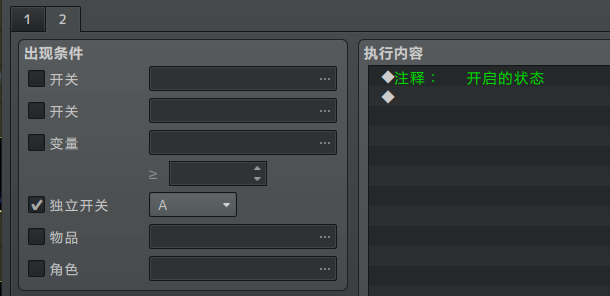 1 2
出现条件
开关 ...
开关 ...
变量 ...
≥
独立开关 A
物品 ...
角色 ...
执行内容
◆注释： 开启的状态
◆